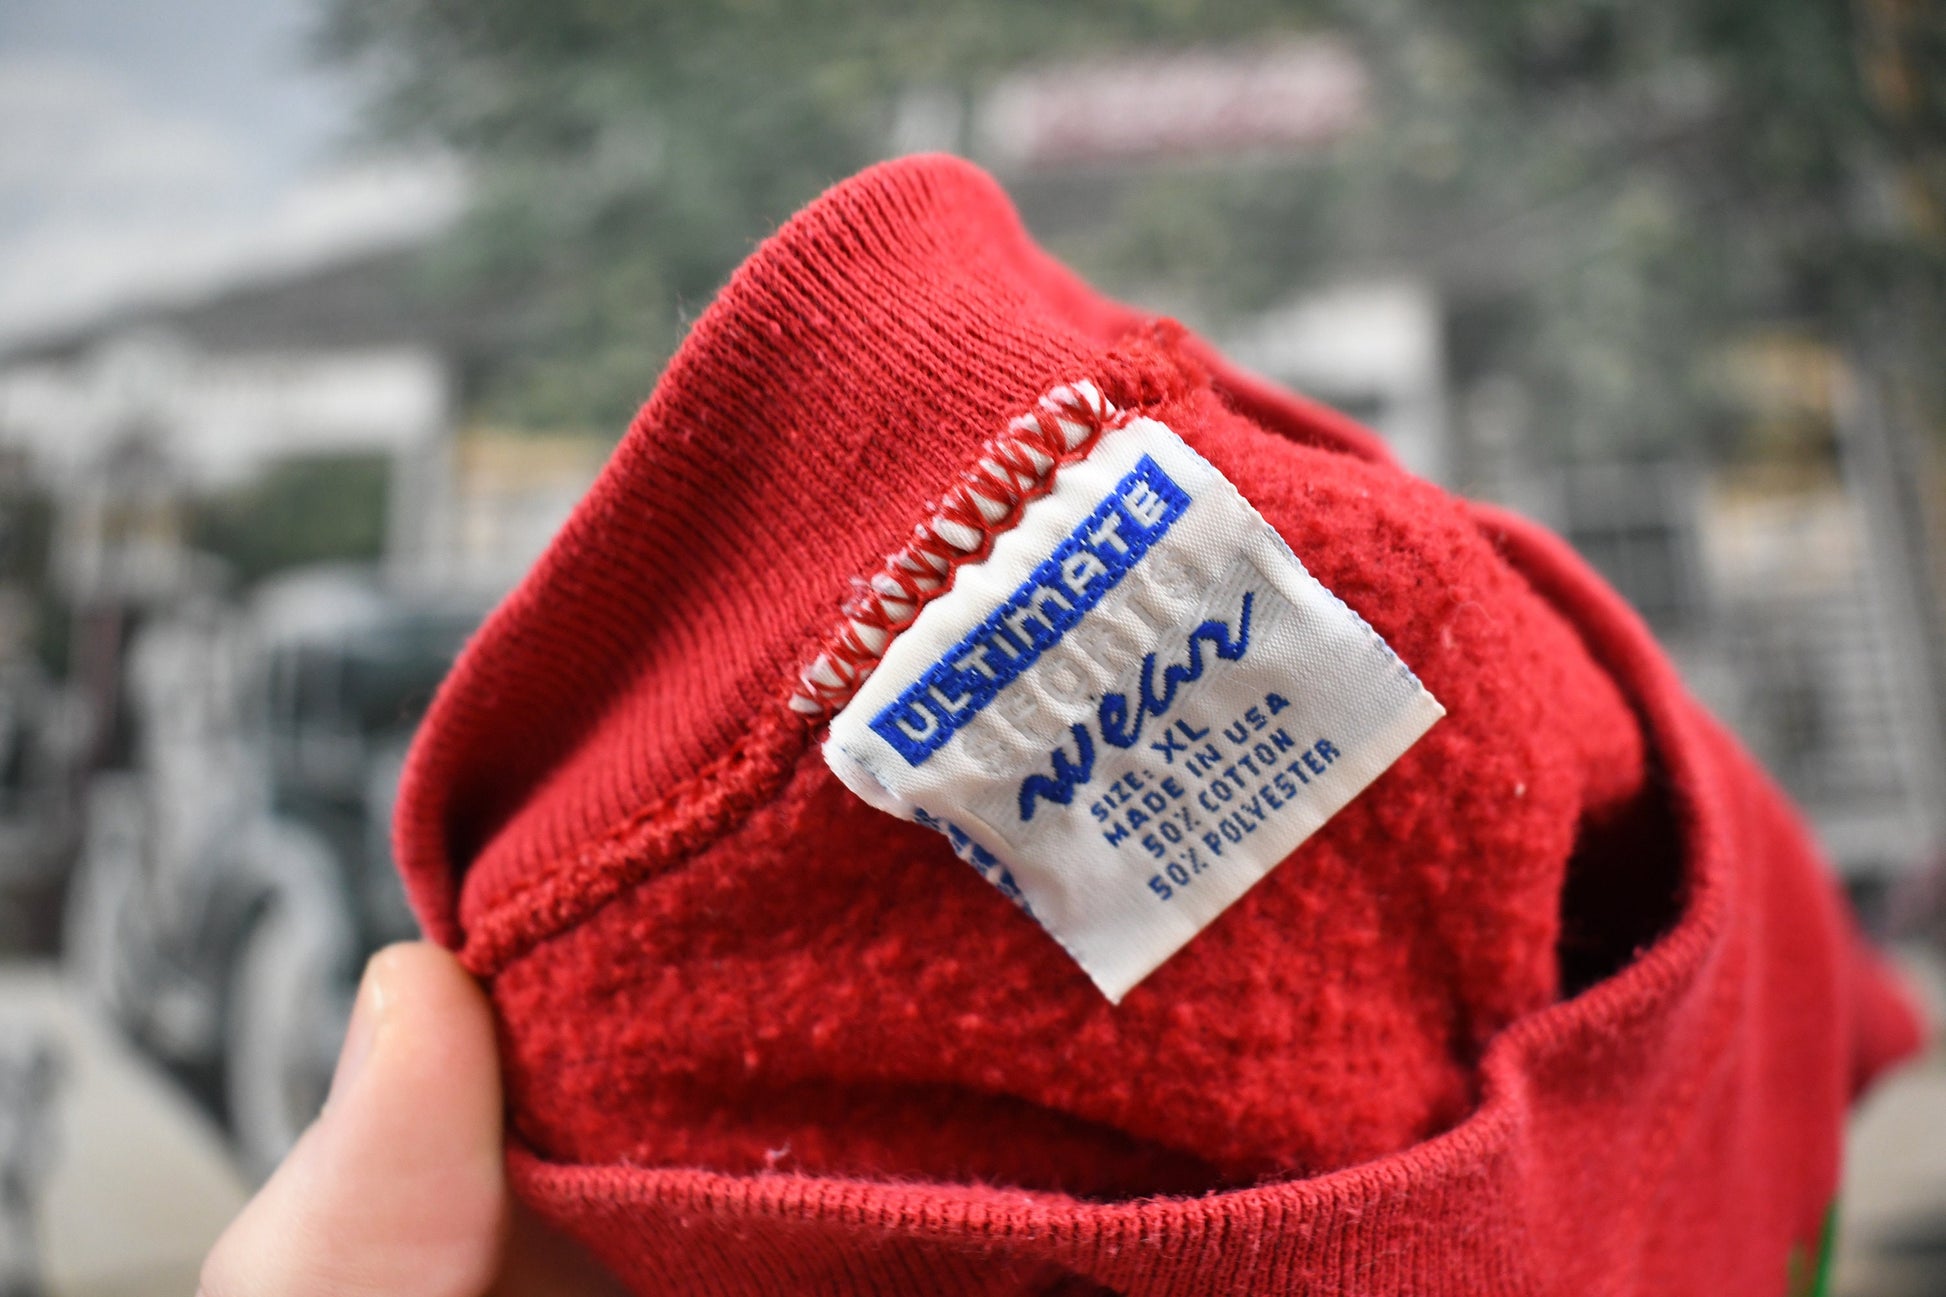 ULTIMATE
SPORTS
wear
SIZE: XL
MADE IN USA
50% COTTON
50% POLYESTER